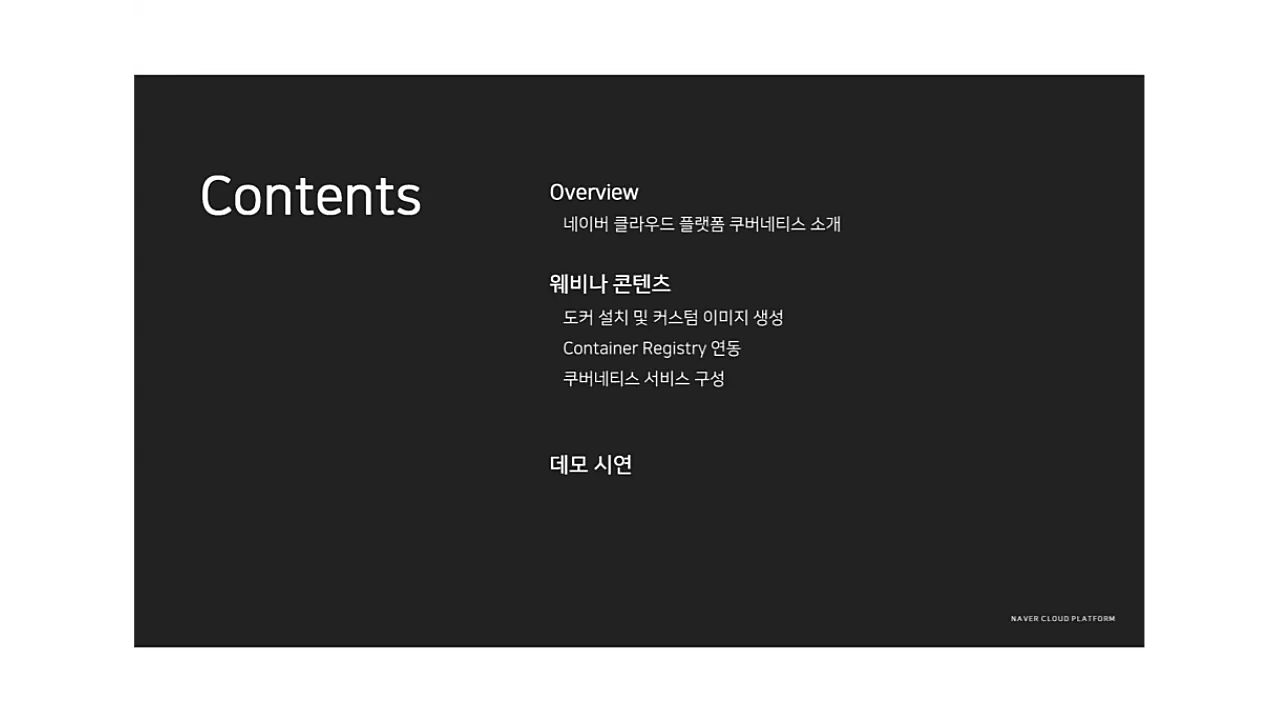 Contents
Overview
네이버 클라우드 플랫폼 쿠버네티스 소개
웨비나 콘텐츠
도커 설치 및 커스텀 이미지 생성
Container Registry 연동
쿠버네티스 서비스 구성
데모 시연
NAVER CLOUD PLATFORM